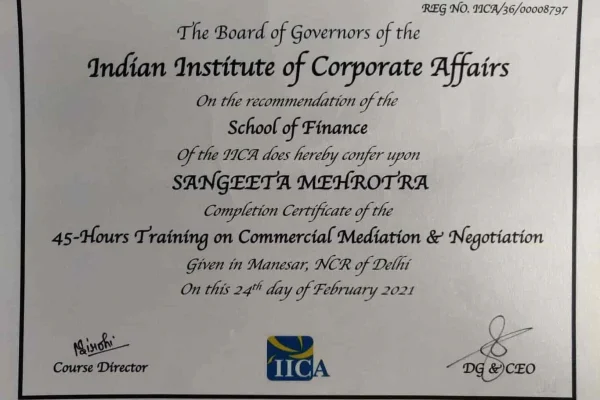 REG NO. IICA/36/00008797
The Board of Governors of the
Indian Institute of Corporate Affairs
On the recommendation of the
School of Finance
Of the IICA does hereby confer upon
SANGEETA MEHROTRA
Completion Certificate of the
45-Hours Training on Commercial Mediation & Negotiation
Given in Manesar, NCR of Delhi
On this 24th day of February 2021
Course Director
IICA
DG & CEO